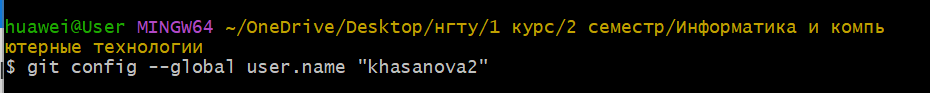 huawei@User MINGW64 ~/OneDrive/Desktop/нгту/1 курс/2 семестр/Информатика и компь
ютерные технологии
$ git config --global user.name "khasanova2"